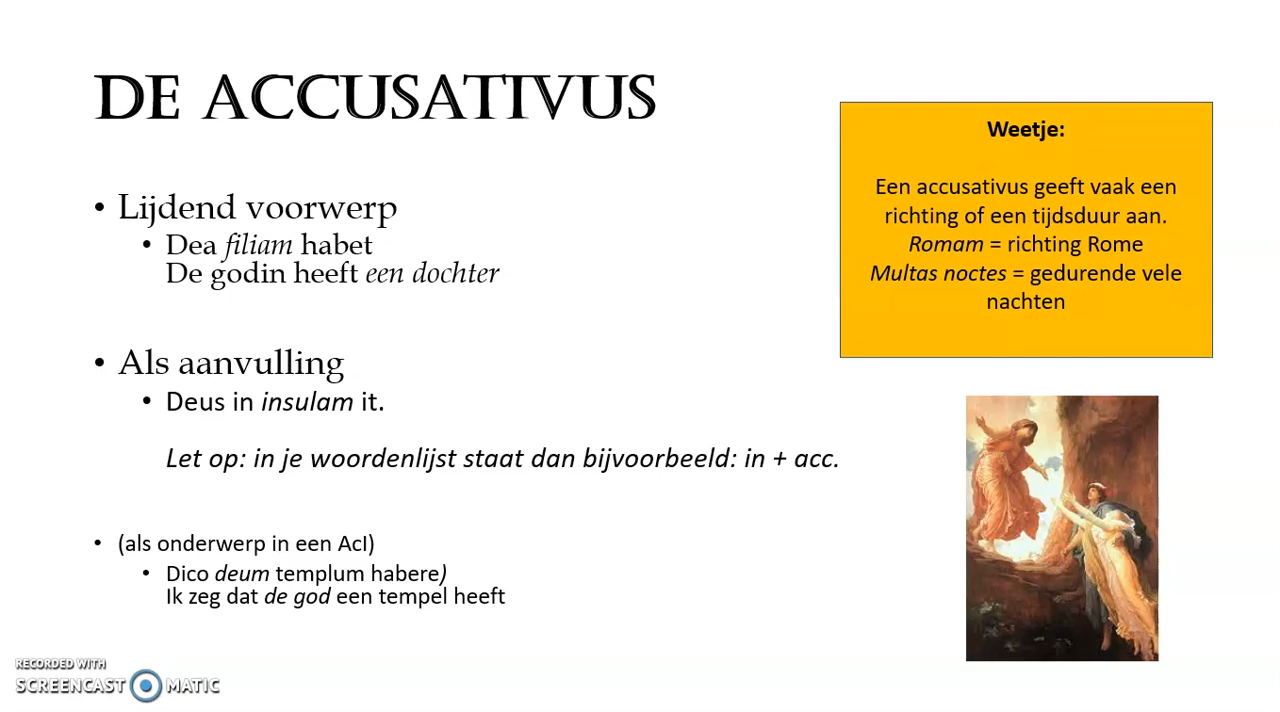 DE ACCUSATIVUS
• Lijdend voorwerp
• Dea filiam habet
De godin heeft een dochter
• Als aanvulling
• Deus in insulam it.
Let op: in je woordenlijst staat dan bijvoorbeeld: in + acc.
• (als onderwerp in een AcI)
• Dico deum templum habere)
Ik zeg dat de god een tempel heeft
Weetje:
Een accusativus geeft vaak een
richting of een tijdsduur aan.
Romam = richting Rome
Multas noctes = gedurende vele
nachten
RECORDED WITH
SCREENCAST MATIC